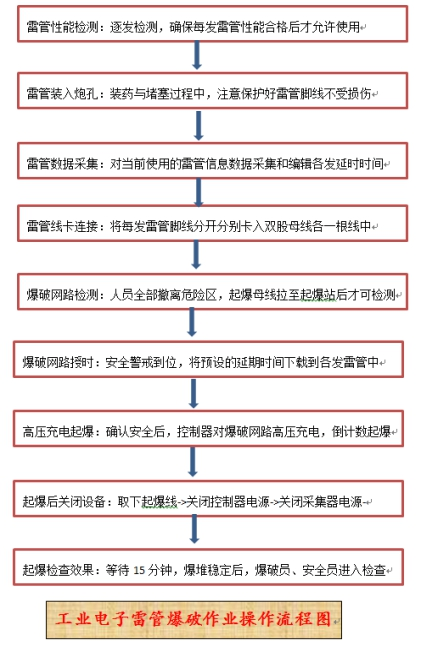 雷管性能检测：逐发检测，确保每发雷管性能合格后才允许使用
雷管装入炮孔：装药与堵塞过程中，注意保护好雷管脚线不受损伤
雷管数据采集：对当前使用的雷管信息数据采集和编辑各发延时时间
雷管线卡连接：将每发雷管脚线分开分别卡入双股母线各一根线中
爆破网路检测：人员全部撤离危险区，起爆母线拉至起爆站后才可检测
爆破网路授时：安全警戒到位，将预设的延期时间下载到各发雷管中
高压充电起爆：确认安全后，控制器对爆破网路高压充电，倒计数起爆
起爆后关闭设备：取下起爆线->关闭控制器电源->关闭采集器电源-
起爆检查效果：等待 15 分钟，爆堆稳定后，爆破员、安全员进入检查
工业电子雷管爆破作业操作流程图